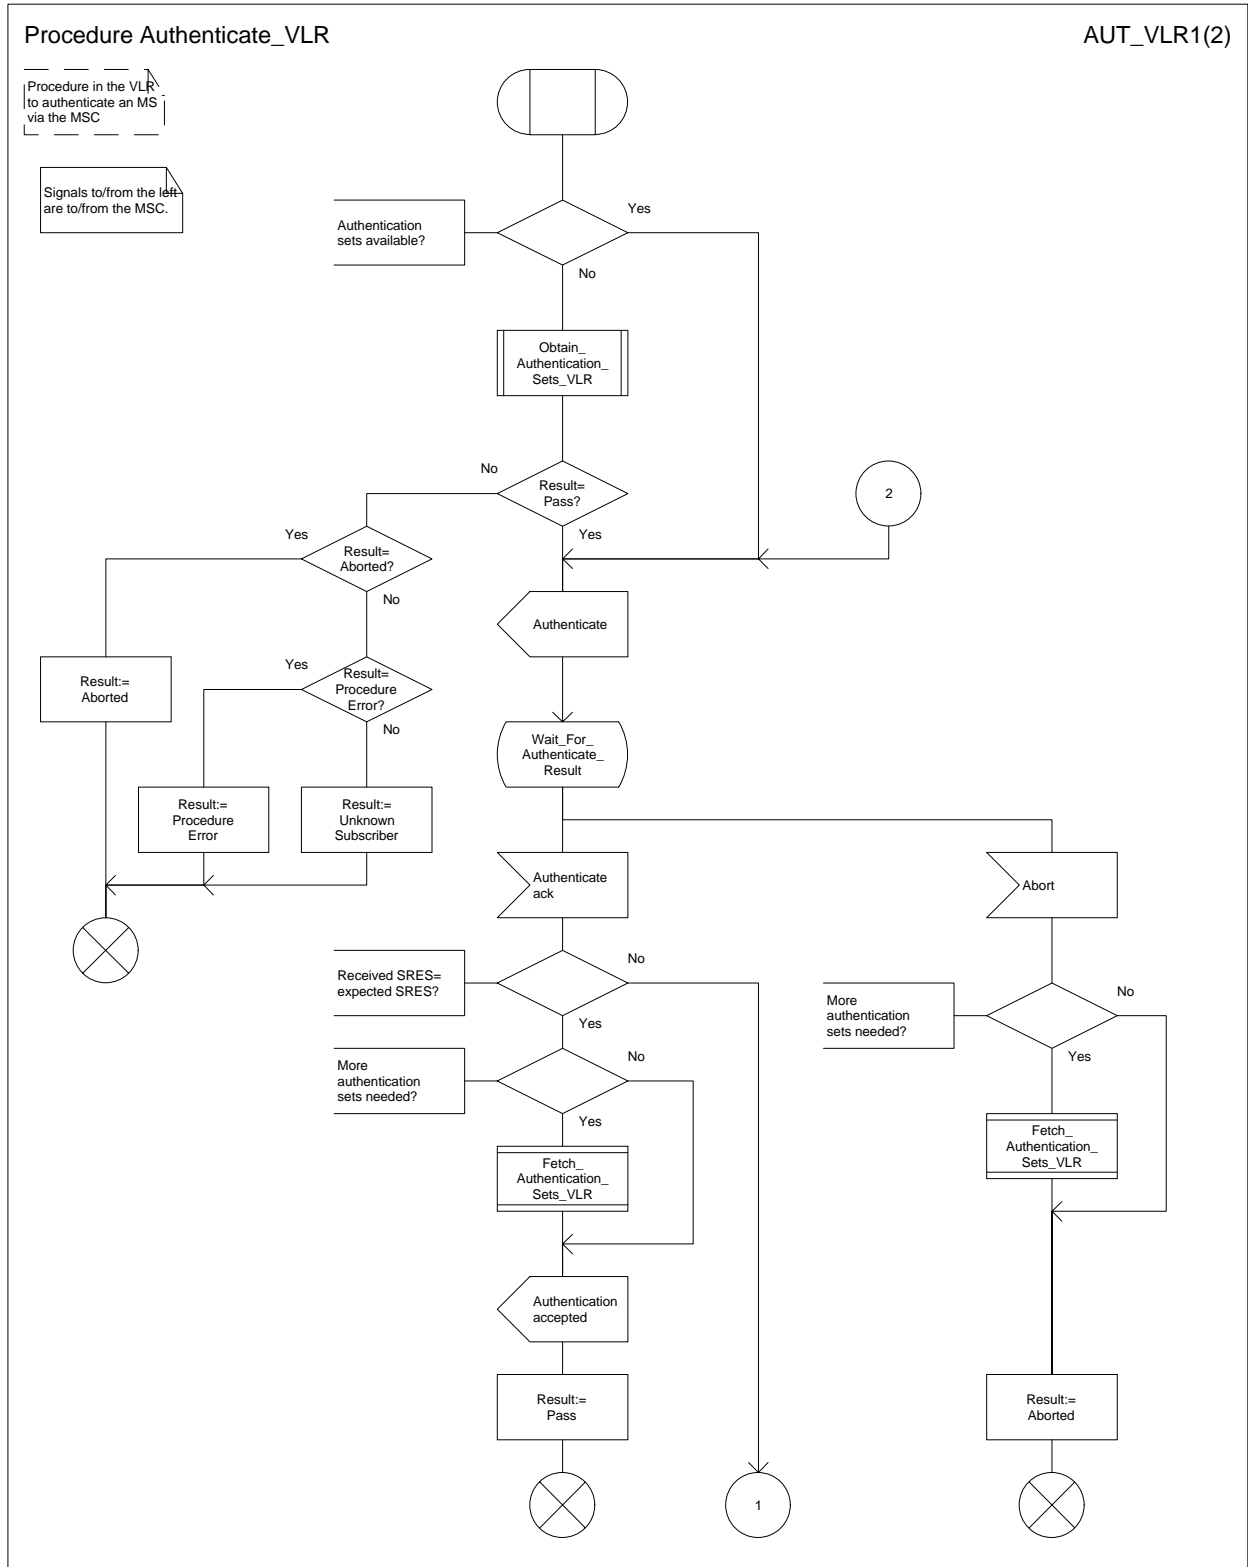 Procedure Authenticate_VLR
AUT_VLR1(2)
Procedure in the VLR
to authenticate an MS
via the MSC
Signals to/from the left
are to/from the MSC.
Authentication
sets available?
Yes
No
Obtain_
Authentication_
Sets_VLR
No
Result=
Pass?
Yes
2
Yes
Result=
Aborted?
No
Authenticate
Result:=
Aborted
Yes
Result=
Procedure
Error?
No
Wait_For_
Authenticate_
Result
Result:=
Procedure
Error
Result:=
Unknown
Subscriber
Authenticate
ack
Abort
Received SRES=
expected SRES?
No
Yes
More
authentication
sets needed?
No
Yes
More
authentication
sets needed?
No
Yes
Fetch_
Authentication_
Sets_VLR
Fetch_
Authentication_
Sets_VLR
Authentication
accepted
Result:=
Pass
Result:=
Aborted
1